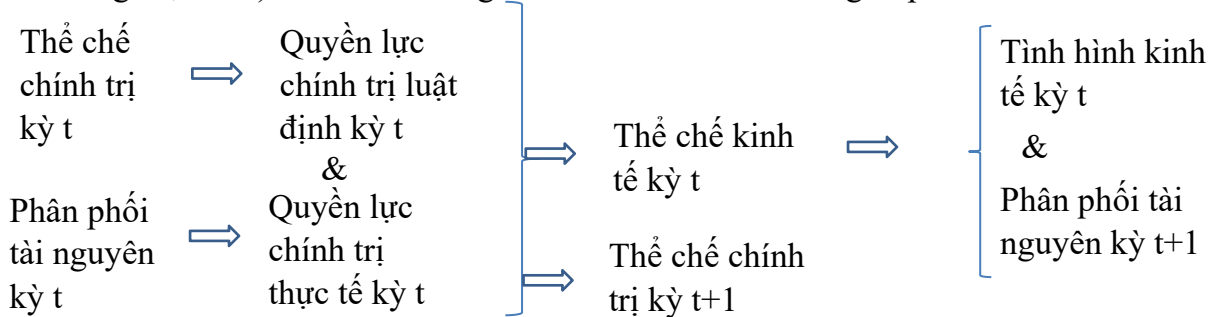 Thể chế
chính trị
kỳ t
Quyền lực
chính trị luật
định kỳ t
&
Phân phối
tài nguyên
kỳ t
Quyền lực
chính trị
thực tế kỳ t
Thể chế kinh
tế kỳ t
Thể chế chính
trị kỳ t+1
Tình hình kinh
tế kỳ t
&
Phân phối tài
nguyên kỳ t+1